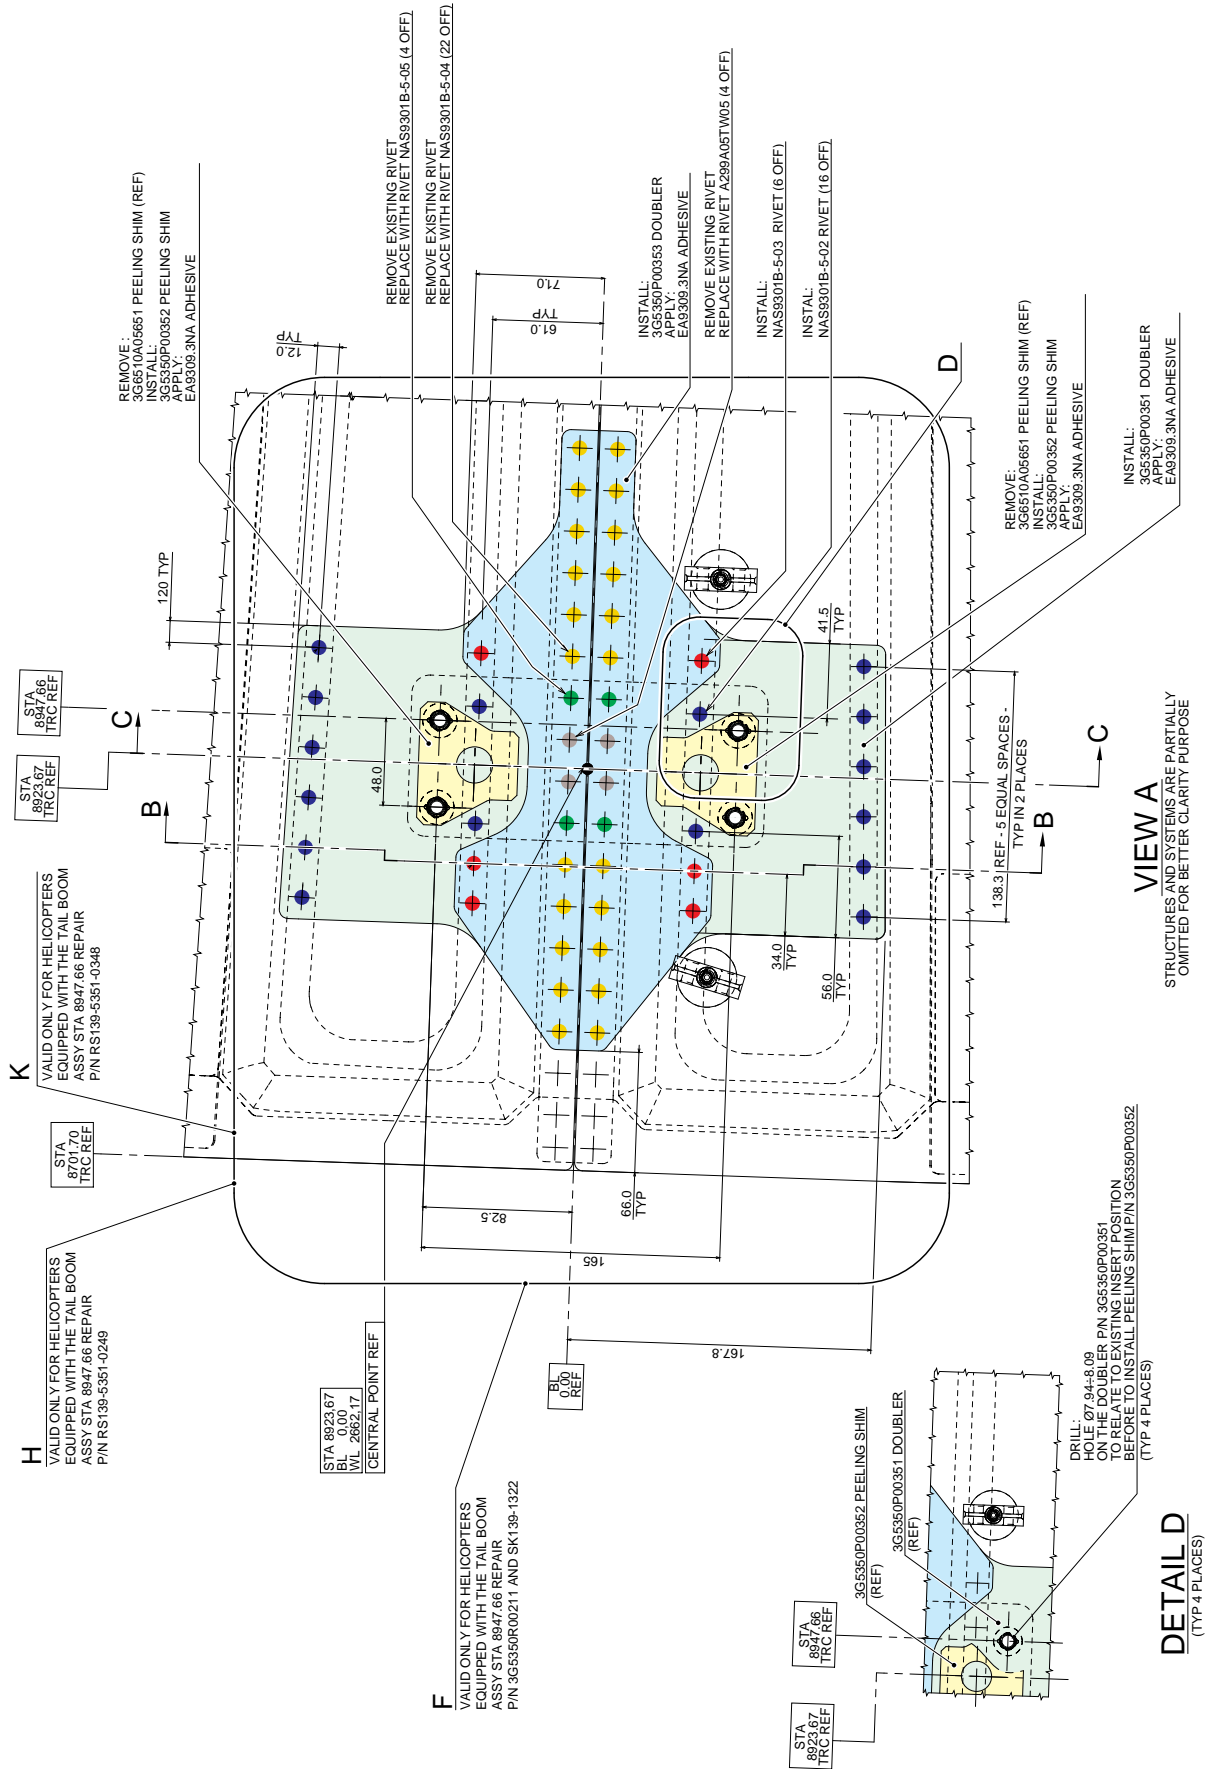 H
VALID ONLY FOR HELICOPTERS
EQUIPPED WITH THE TAIL BOOM
ASSY STA 8947.66 REPAIR
P/N RS139-5351-0249
K
VALID ONLY FOR HELICOPTERS
EQUIPPED WITH THE TAIL BOOM
ASSY STA 8947.66 REPAIR
P/N RS139-5351-0348
F
VALID ONLY FOR HELICOPTERS
EQUIPPED WITH THE TAIL BOOM
ASSY STA 8947.66 REPAIR
P/N 3G5350R00211 AND SK139-1322
STA
8701.70
TRC REF
STA
8923.67
TRC REF
STA
8947.66
TRC REF
B
C
120 TYP
12.0
TYP
REMOVE:
3G6510A05651 PEELING SHIM (REF)
INSTALL:
3G5350P00352 PEELING SHIM
APPLY:
EA9309.3NA ADHESIVE
REMOVE EXISTING RIVET
REPLACE WITH RIVET NAS9301B-5-05 (4 OFF)
REMOVE EXISTING RIVET
REPLACE WITH RIVET NAS9301B-5-04 (22 OFF)
71.0
61.0
TYP
INSTALL:
3G5350P00353 DOUBLER
APPLY:
EA9309.3NA ADHESIVE
REMOVE EXISTING RIVET
REPLACE WITH RIVET A299A05TW05 (4 OFF)
INSTALL:
NAS9301B-5-03 RIVET (6 OFF)
INSTAL:
NAS9301B-5-02 RIVET (16 OFF)
D
REMOVE:
3G6510A05651 PEELING SHIM (REF)
INSTALL:
3G5350P00352 PEELING SHIM
APPLY:
EA9309.3NA ADHESIVE
INSTALL:
3G5350P00351 DOUBLER
APPLY:
EA9309.3NA ADHESIVE
48.0
82.5
165
66.0
TYP
34.0
TYP
56.0
TYP
41.5
TYP
138.3 REF - 5 EQUAL SPACES -
TYP IN 2 PLACES
B
C
STA 8923,67
BL 0,00
WL 2662,17
CENTRAL POINT REF
BL
0.00
REF
167.8
VIEW A
STRUCTURES AND SYSTEMS ARE PARTIALLY
OMITTED FOR BETTER CLARITY PURPOSE
STA
8923.67
TRC REF
STA
8947.66
TRC REF
3G5350P00352 PEELING SHIM
(REF)
3G5350P00351 DOUBLER
(REF)
DRILL:
HOLE Ø7.94÷8.09
ON THE DOUBLER P/N 3G5350P00351
TO RELATE TO EXISTING INSERT POSITION
BEFORE TO INSTALL PEELING SHIM P/N 3G5350P00352
(TYP 4 PLACES)
DETAIL D
(TYP 4 PLACES)